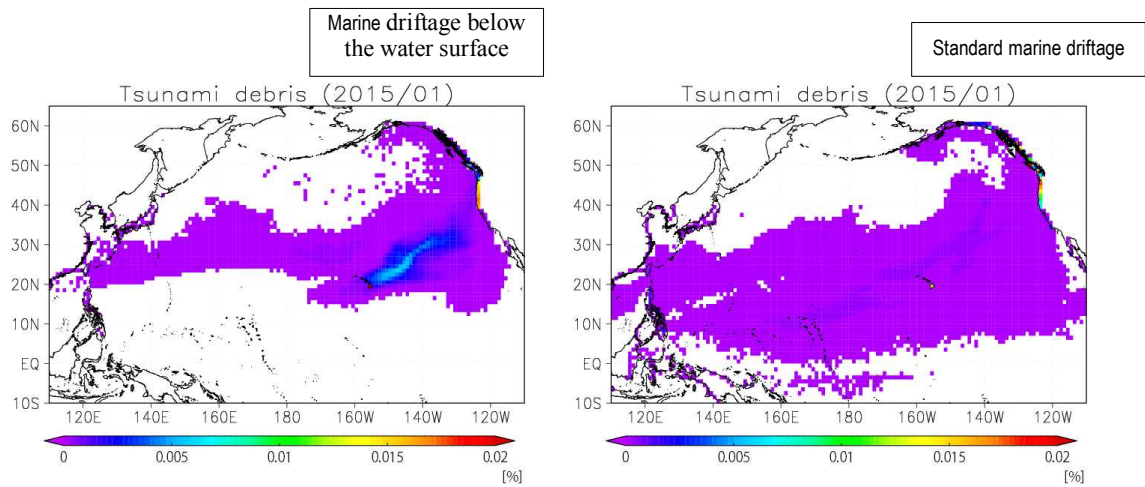 Marine driftage below
the water surface
Tsunami debris (2015/01)
60N
50N
40N
30N
20N
10N
EQ
10S
120E 140E 160E 180 160W 140W 120W
0 0.005 0.01 0.015 0.02
[%]
Standard marine driftage
Tsunami debris (2015/01)
60N
50N
40N
30N
20N
10N
EQ
10S
120E 140E 160E 180 160W 140W 120W
0 0.005 0.01 0.015 0.02
[%]